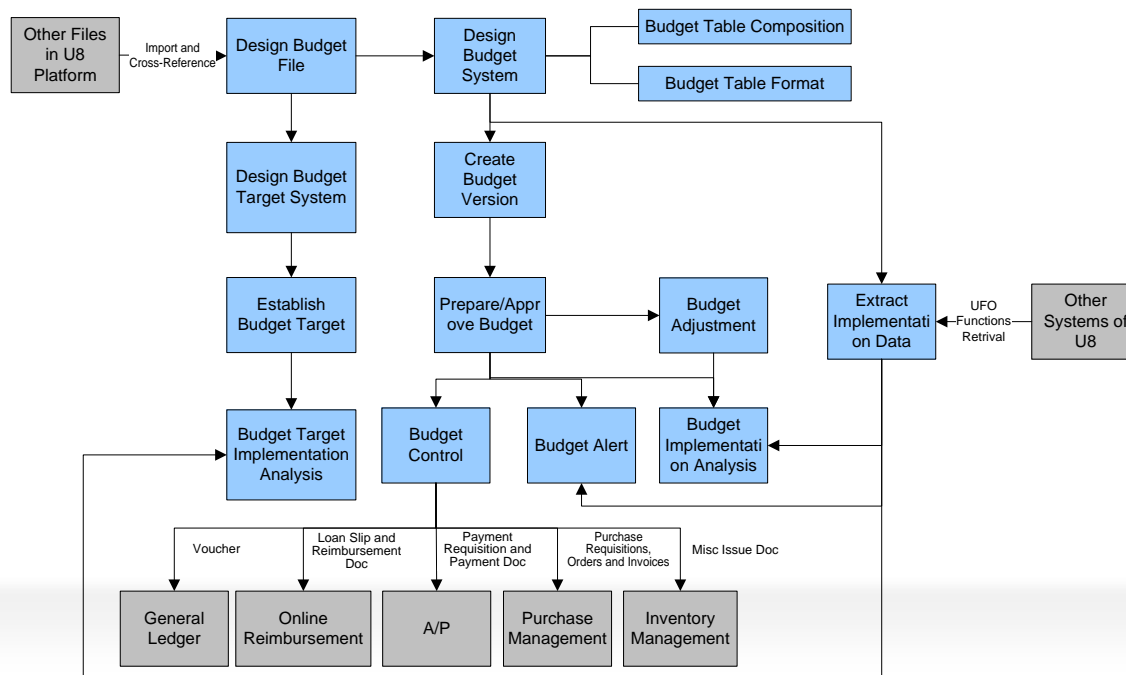 Other Files
in U8
Platform
Import and
Cross-Reference
Design Budget
File
Design
Budget
System
Budget Table Composition
Budget Table Format
Design Budget
Target System
Create
Budget
Version
Establish
Budget Target
Prepare/Appr
ove Budget
Budget
Adjustment
Extract
Implementati
on Data
UFO
Functions
Retrival
Other
Systems of
U8
Budget Target
Implementation
Analysis
Budget
Control
Budget Alert
Budget
Implementati
on Analysis
Voucher
Loan Slip and
Reimbursement
Doc
Payment
Requisition and
Payment Doc
Purchase
Requisitions,
Orders and Invoices
Misc Issue Doc
General
Ledger
Online
Reimbursement
A/P
Purchase
Management
Inventory
Management